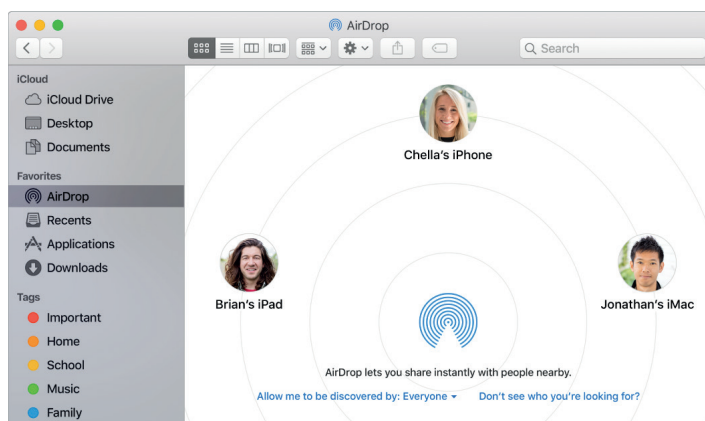 AirDrop
Search
iCloud
iCloud Drive
Desktop
Documents
Favorites
AirDrop
Recents
Applications
Downloads
Tags
Important
Home
School
Music
Family
Chella's iPhone
Brian's iPad
Jonathan's iMac
AirDrop lets you share instantly with people nearby.
Allow me to be discovered by: Everyone Don't see who you're looking for?